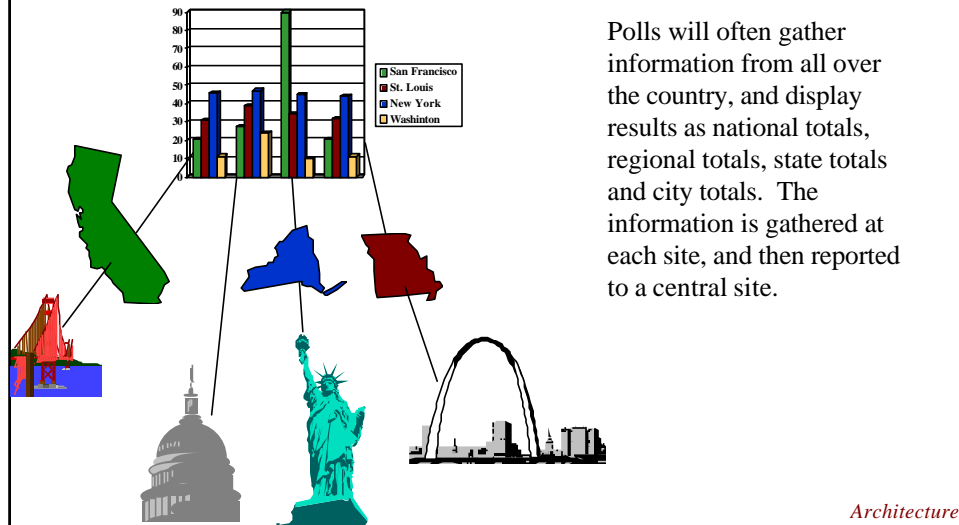 90
80
70
60
50
40
30
20
10
0
San Francisco
St. Louis
New York
Washinton
Polls will often gather
information from all over
the country, and display
results as national totals,
regional totals, state totals
and city totals.  The
information is gathered at
each site, and then reported
to a central site.
Architecture